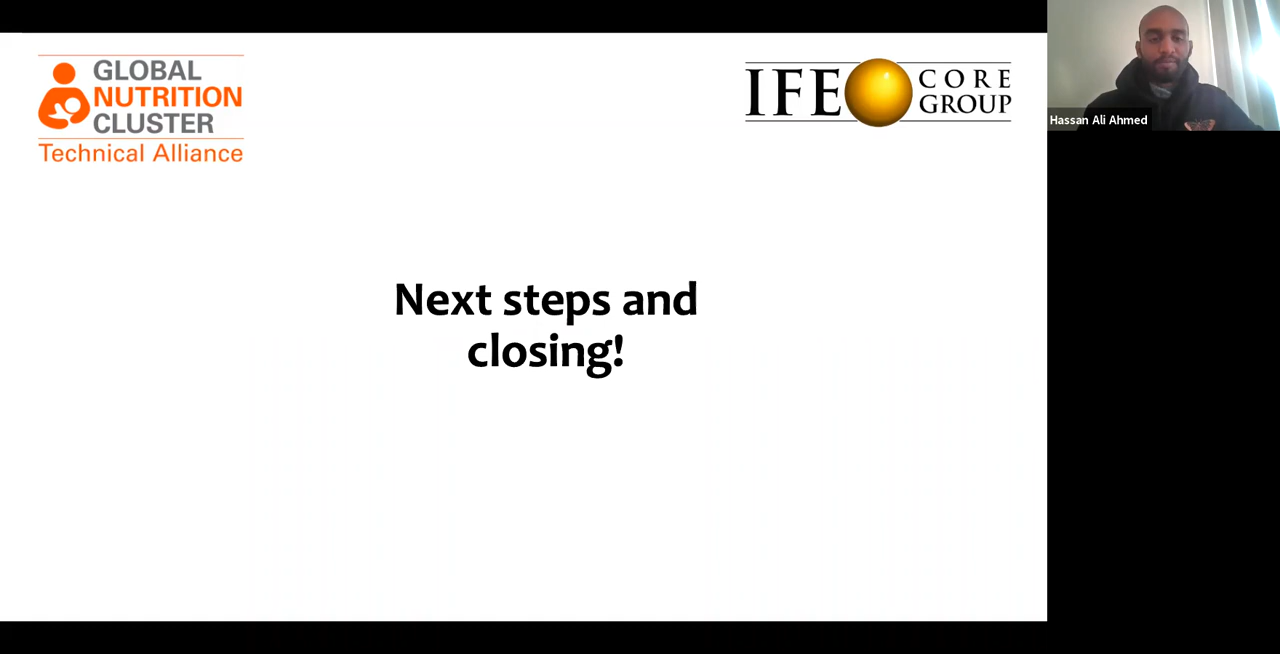 GLOBAL
NUTRITION
CLUSTER
Technical Alliance
IFE CORE
GROUP
Hassan Ali Ahmed
Next steps and
closing!